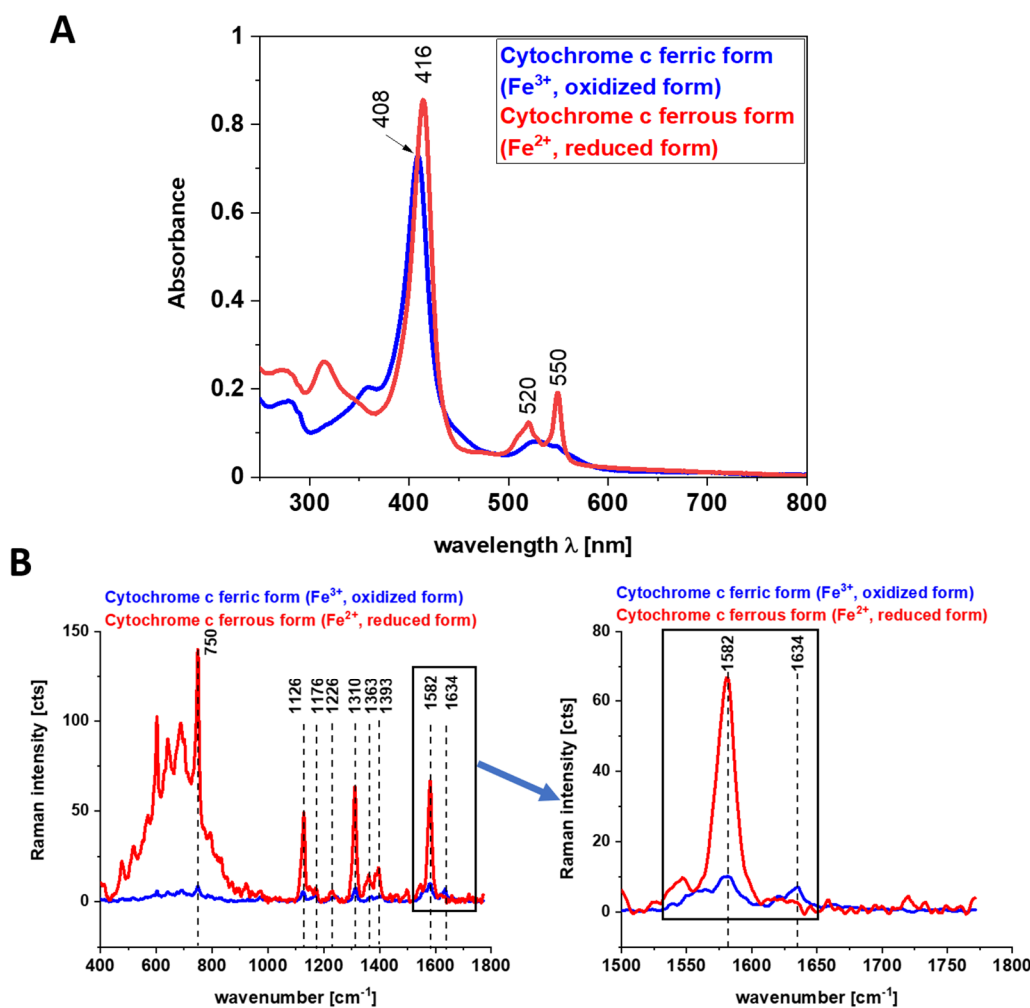 A
Cytochrome c ferric form
(Fe³⁺, oxidized form)
Cytochrome c ferrous form
(Fe²⁺, reduced form)
408
416
520
550
1
0.8
0.6
0.4
0.2
0
Absorbance
300 400 500 600 700 800
wavelength λ [nm]
B
Cytochrome c ferric form (Fe³⁺, oxidized form)
Cytochrome c ferrous form (Fe²⁺, reduced form)
150
100
50
0
Raman intensity [cts]
750
1126
1176
1226
1310
1363
1393
1582
1634
400 600 800 1000 1200 1400 1600 1800
wavenumber [cm⁻¹]
Cytochrome c ferric form (Fe³⁺, oxidized form)
Cytochrome c ferrous form (Fe²⁺, reduced form)
80
60
40
20
0
Raman intensity [cts]
1582
1634
1500 1550 1600 1650 1700 1750 1800
wavenumber [cm⁻¹]